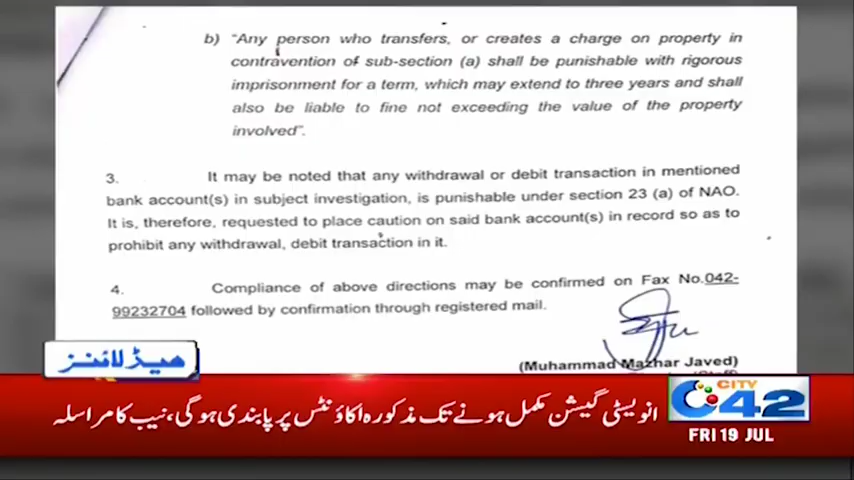 b) "Any person who transfers, or creates a charge on property in
contravention of sub-section (a) shall be punishable with rigorous
imprisonment for a term, which may extend to three years and shall
also be liable to fine not exceeding the value of the property
involved".
3. It may be noted that any withdrawal or debit transaction in mentioned
bank account(s) in subject investigation, is punishable under section 23 (a) of NAO.
It is, therefore, requested to place caution on said bank account(s) in record so as to
prohibit any withdrawal, debit transaction in it.
4. Compliance of above directions may be confirmed on Fax No.042-
99232704 followed by confirmation through registered mail.
(Muhammad Mazhar Javed)
ہیڈلائنز
انویسٹی گیشن مکمل ہونے تک مذکورہ اکاؤنٹس پر پابندی ہوگی، نیب کا مراسلہ
CITY
42
FRI 19 JUL